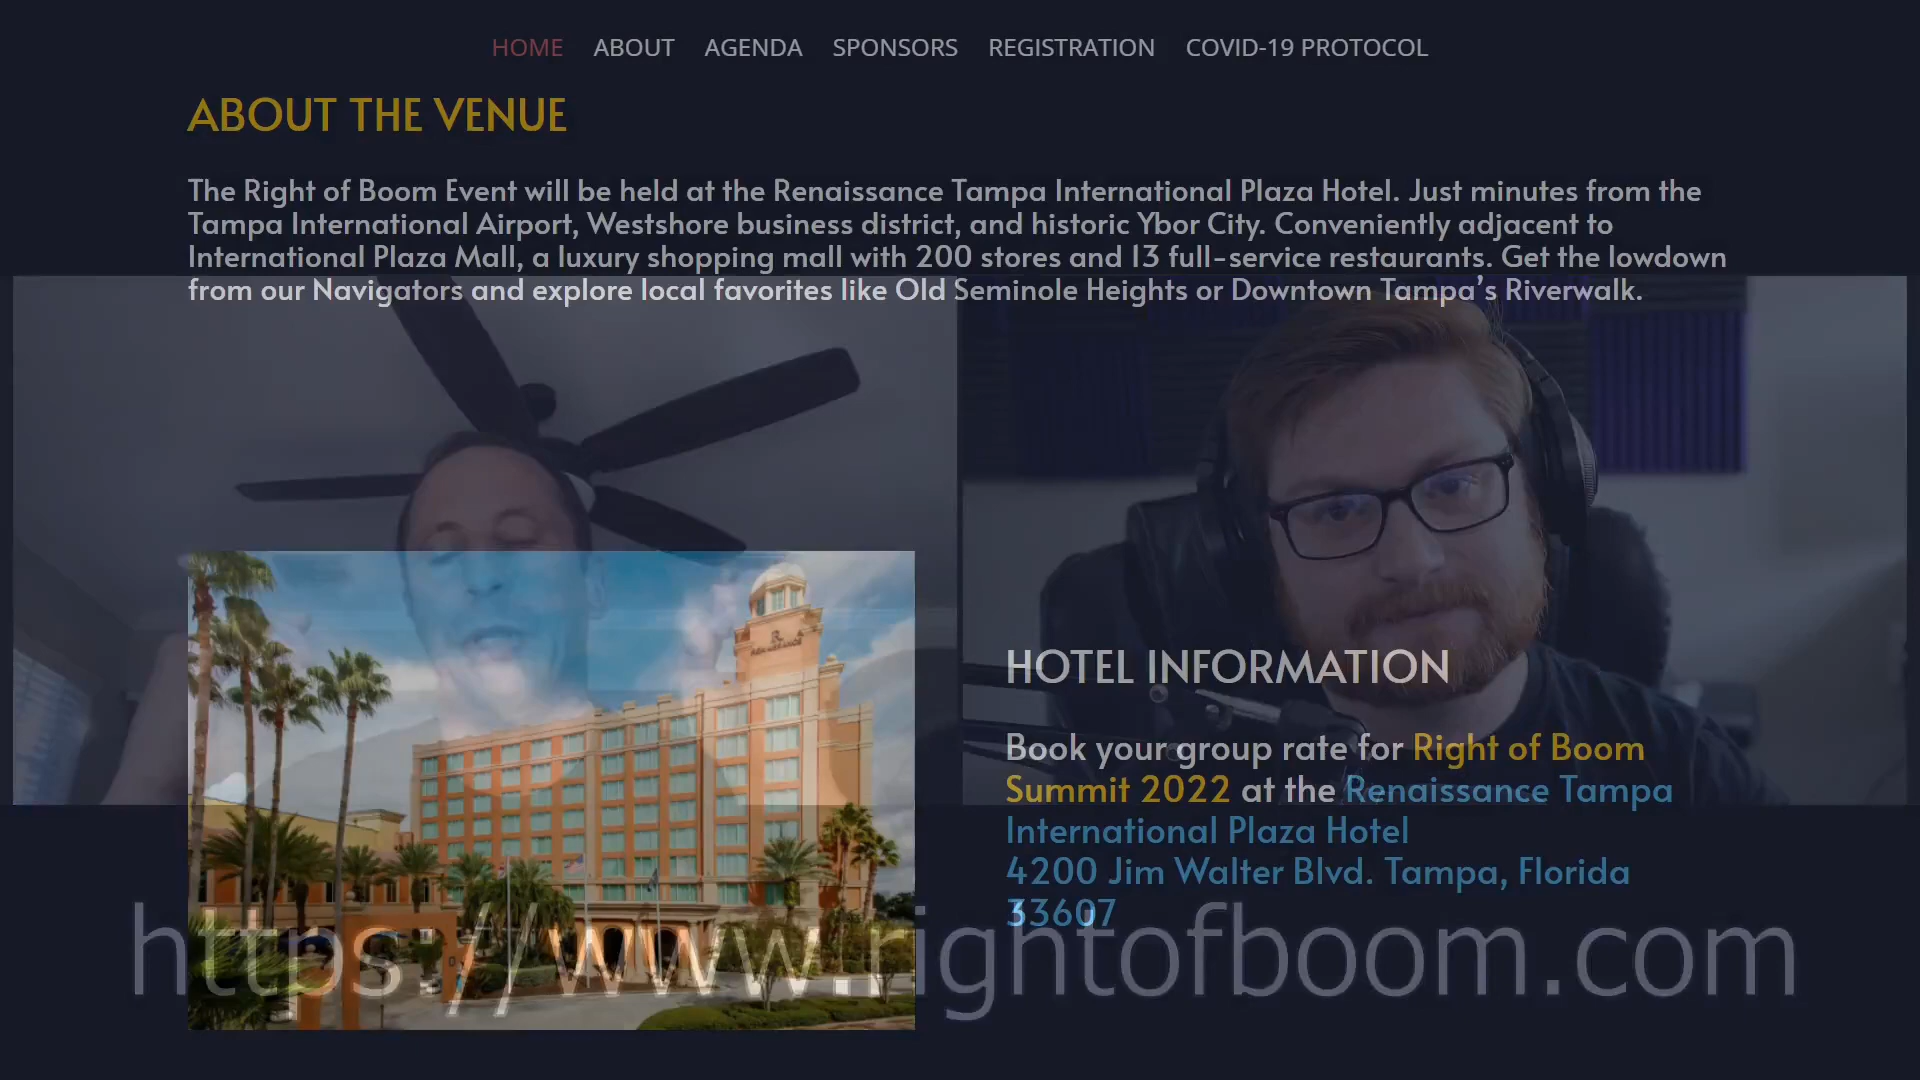 HOME ABOUT AGENDA SPONSORS REGISTRATION COVID-19 PROTOCOL
ABOUT THE VENUE
The Right of Boom Event will be held at the Renaissance Tampa International Plaza Hotel. Just minutes from the
Tampa International Airport, Westshore business district, and historic Ybor City. Conveniently adjacent to
International Plaza Mall, a luxury shopping mall with 200 stores and 13 full-service restaurants. Get the lowdown
from our Navigators and explore local favorites like Old Seminole Heights or Downtown Tampa's Riverwalk.
R
RENAISSANCE
HOTEL INFORMATION
Book your group rate for Right of Boom
Summit 2022 at the Renaissance Tampa
International Plaza Hotel
4200 Jim Walter Blvd. Tampa, Florida
33607
https://www.rightofboom.com